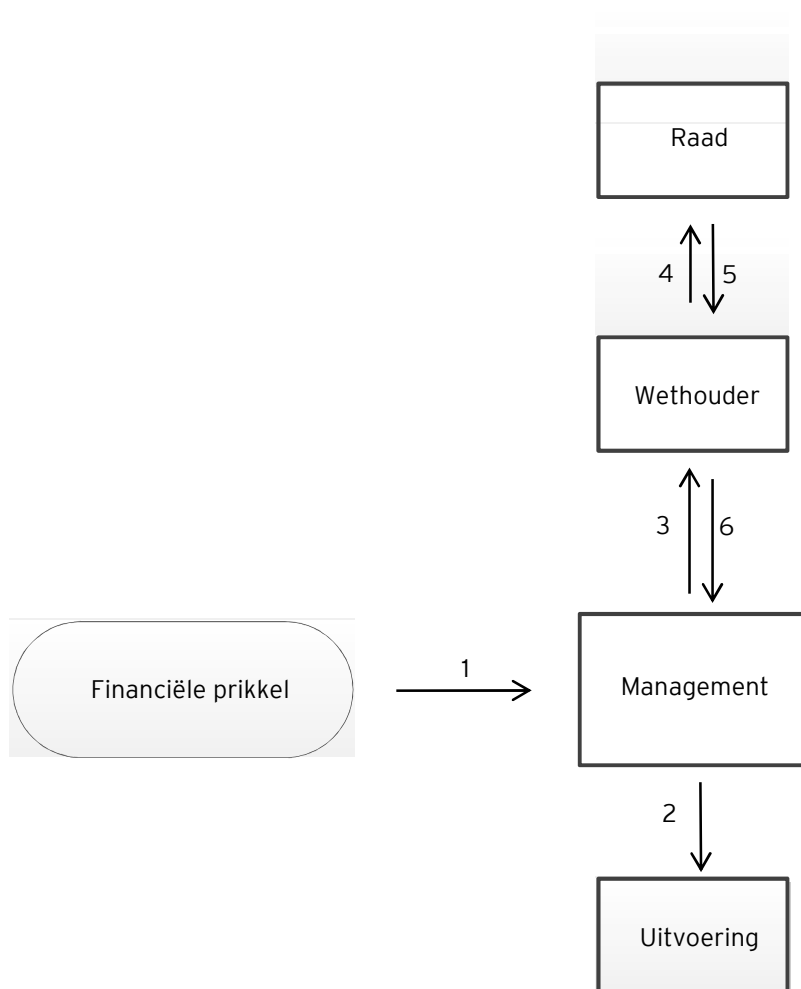 Raad
4 5
Wethouder
3 6
1
Financiële prikkel
Management
2
Uitvoering